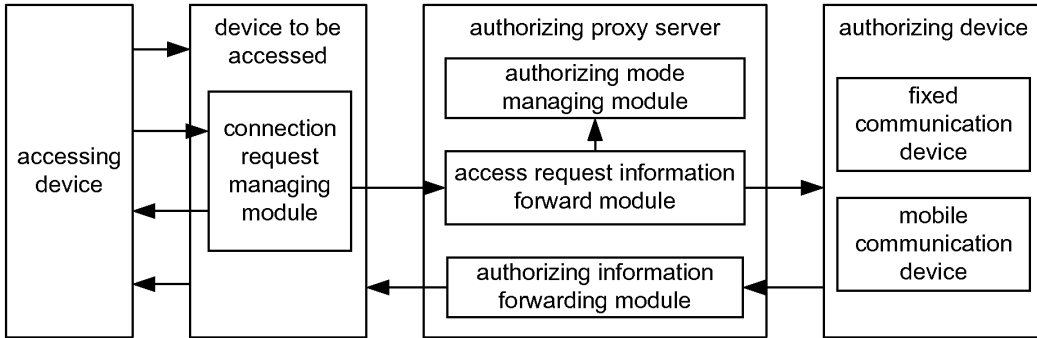 accessing
device
device to be
accessed
connection
request
managing
module
authorizing proxy server
authorizing mode
managing module
access request information
forward module
authorizing information
forwarding module
authorizing device
fixed
communication
device
mobile
communication
device